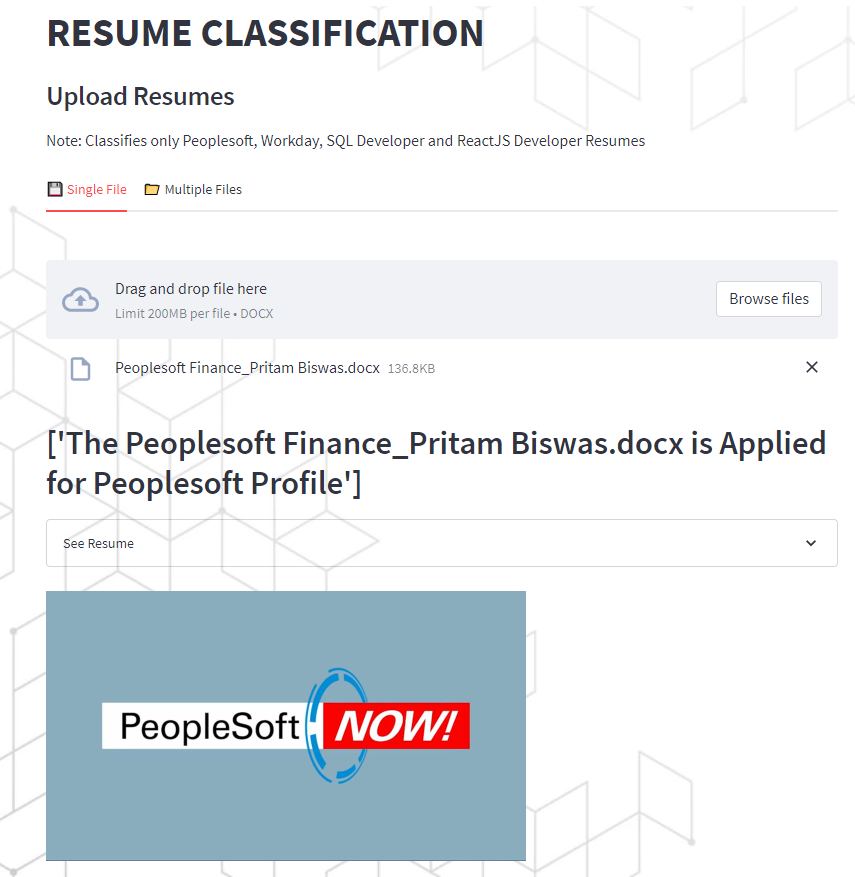 RESUME CLASSIFICATION
Upload Resumes
Note: Classifies only Peoplesoft, Workday, SQL Developer and ReactJS Developer Resumes
Single File
Multiple Files
Drag and drop file here
Limit 200MB per file • DOCX
Browse files
Peoplesoft Finance_Pritam Biswas.docx 136.8KB
['The Peoplesoft Finance_Pritam Biswas.docx is Applied
for Peoplesoft Profile']
See Resume
PeopleSoft NOW!